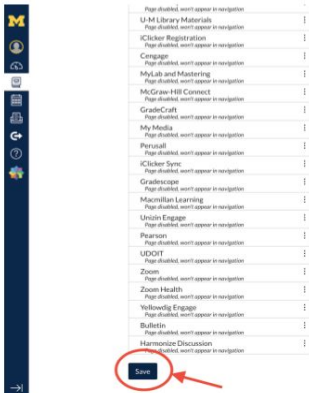 M
Page disabled, won't appear in navigation
U-M Library Materials
Page disabled, won't appear in navigation
iClicker Registration
Page disabled, won't appear in navigation
Cengage
Page disabled, won't appear in navigation
MyLab and Mastering
Page disabled, won't appear in navigation
McGraw-Hill Connect
Page disabled, won't appear in navigation
GradeCraft
Page disabled, won't appear in navigation
My Media
Page disabled, won't appear in navigation
Perusall
Page disabled, won't appear in navigation
iClicker Sync
Page disabled, won't appear in navigation
Gradescope
Page disabled, won't appear in navigation
Macmillan Learning
Page disabled, won't appear in navigation
Unizin Engage
Page disabled, won't appear in navigation
Pearson
Page disabled, won't appear in navigation
UDOIT
Page disabled, won't appear in navigation
Zoom
Page disabled, won't appear in navigation
Zoom Health
Page disabled, won't appear in navigation
Yellowdig Engage
Page disabled, won't appear in navigation
Bulletin
Page disabled, won't appear in navigation
Harmonize Discussion
Page disabled, won't appear in navigation
Save